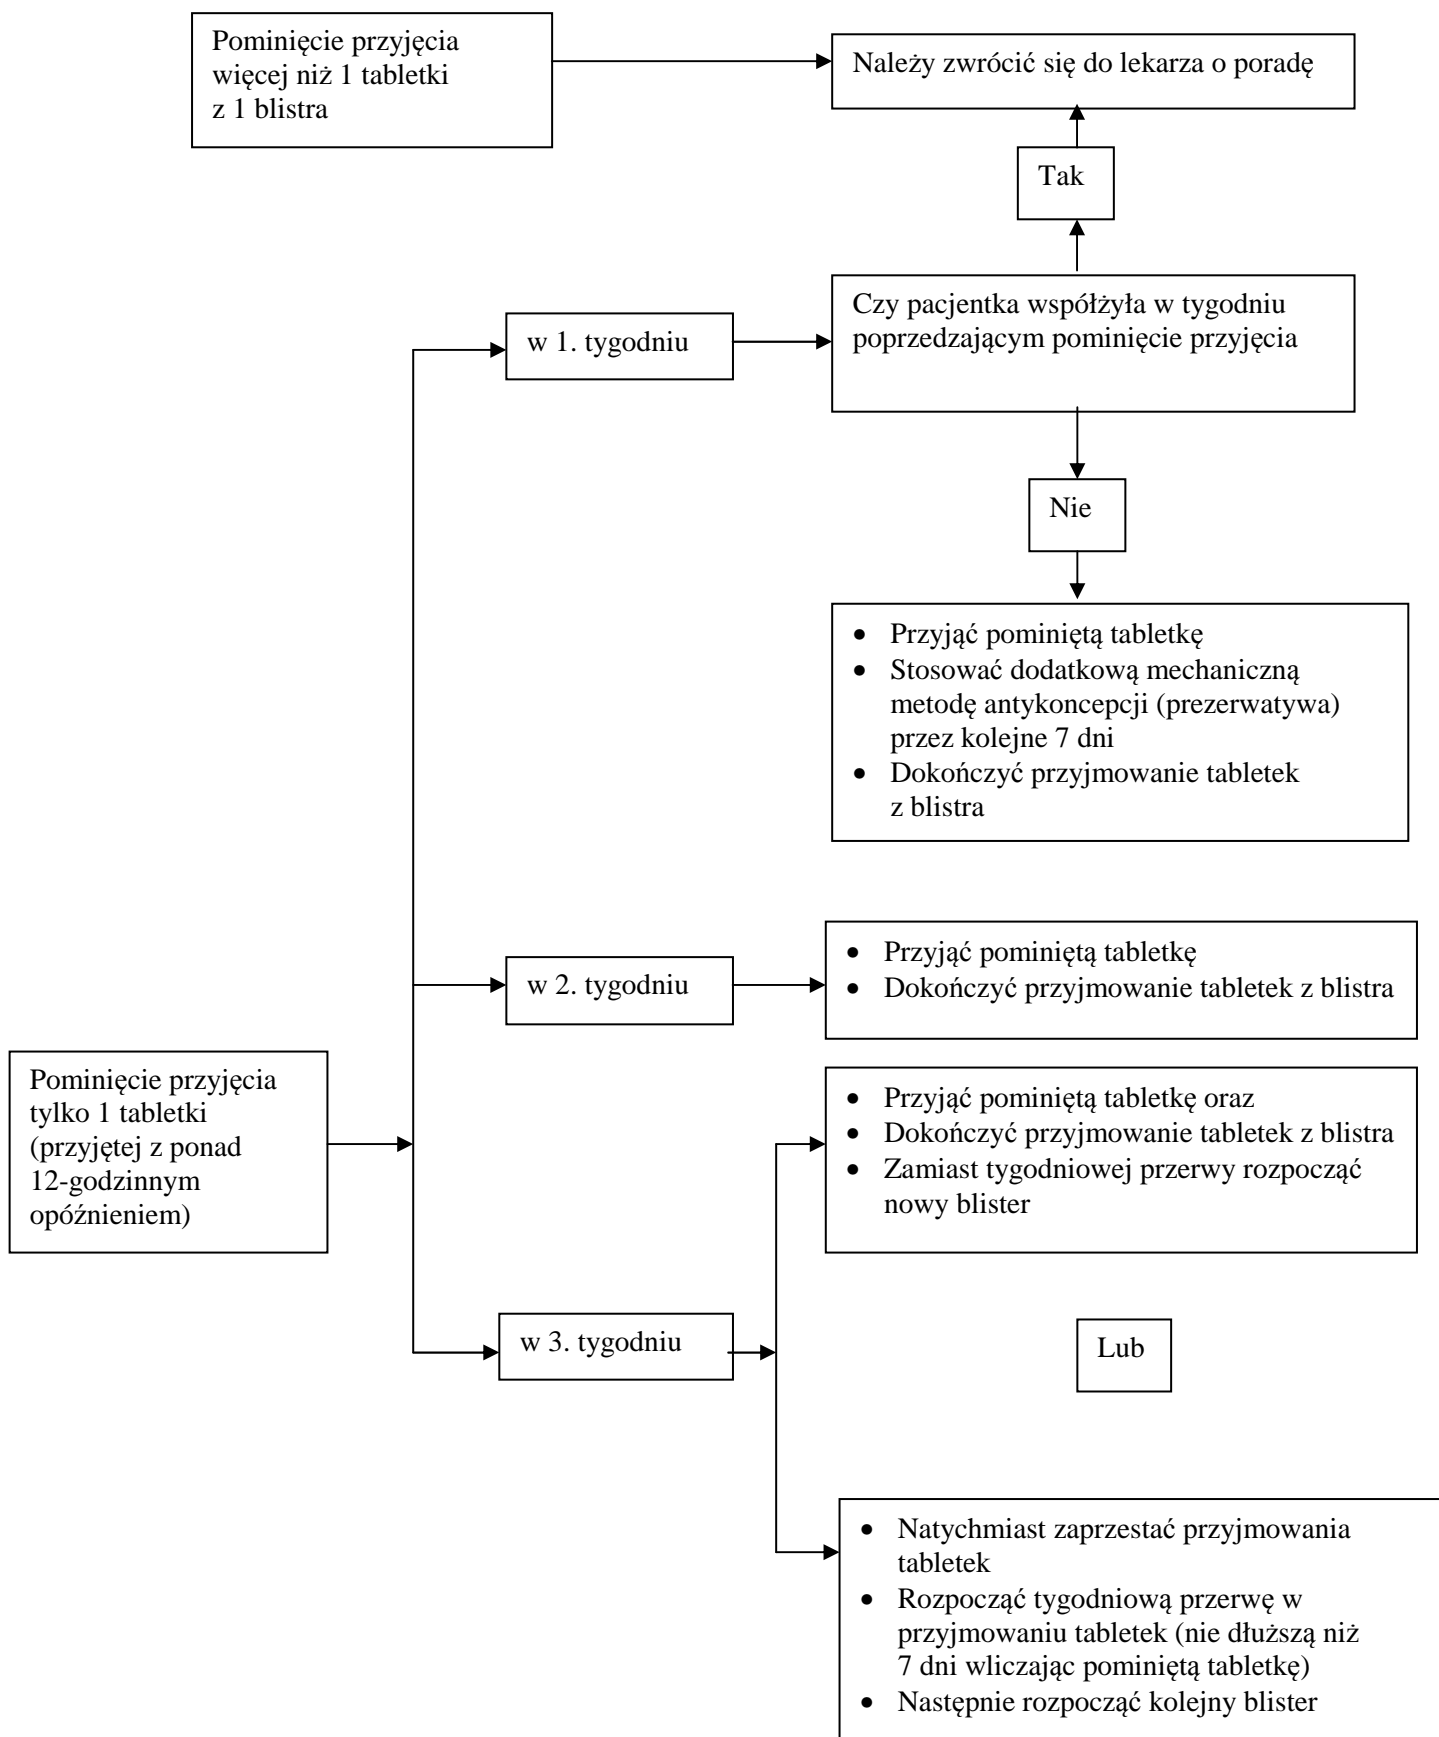 Pominięcie przyjęcia
więcej niż 1 tabletki
z 1 blistra
Należy zwrócić się do lekarza o poradę
Tak
w 1. tygodniu
Czy pacjentka współżyła w tygodniu
poprzedzającym pominięcie przyjęcia
Nie
• Przyjąć pominiętą tabletkę
• Stosować dodatkową mechaniczną
metodę antykoncepcji (prezerwatywa)
przez kolejne 7 dni
• Dokończyć przyjmowanie tabletek
z blistra
w 2. tygodniu
• Przyjąć pominiętą tabletkę
• Dokończyć przyjmowanie tabletek z blistra
Pominięcie przyjęcia
tylko 1 tabletki
(przyjętej z ponad
12-godzinnym
opóźnieniem)
• Przyjąć pominiętą tabletkę oraz
• Dokończyć przyjmowanie tabletek z blistra
• Zamiast tygodniowej przerwy rozpocząć
nowy blister
w 3. tygodniu
Lub
• Natychmiast zaprzestać przyjmowania
tabletek
• Rozpocząć tygodniową przerwę w
przyjmowaniu tabletek (nie dłuższą niż
7 dni wliczając pominiętą tabletkę)
• Następnie rozpocząć kolejny blister